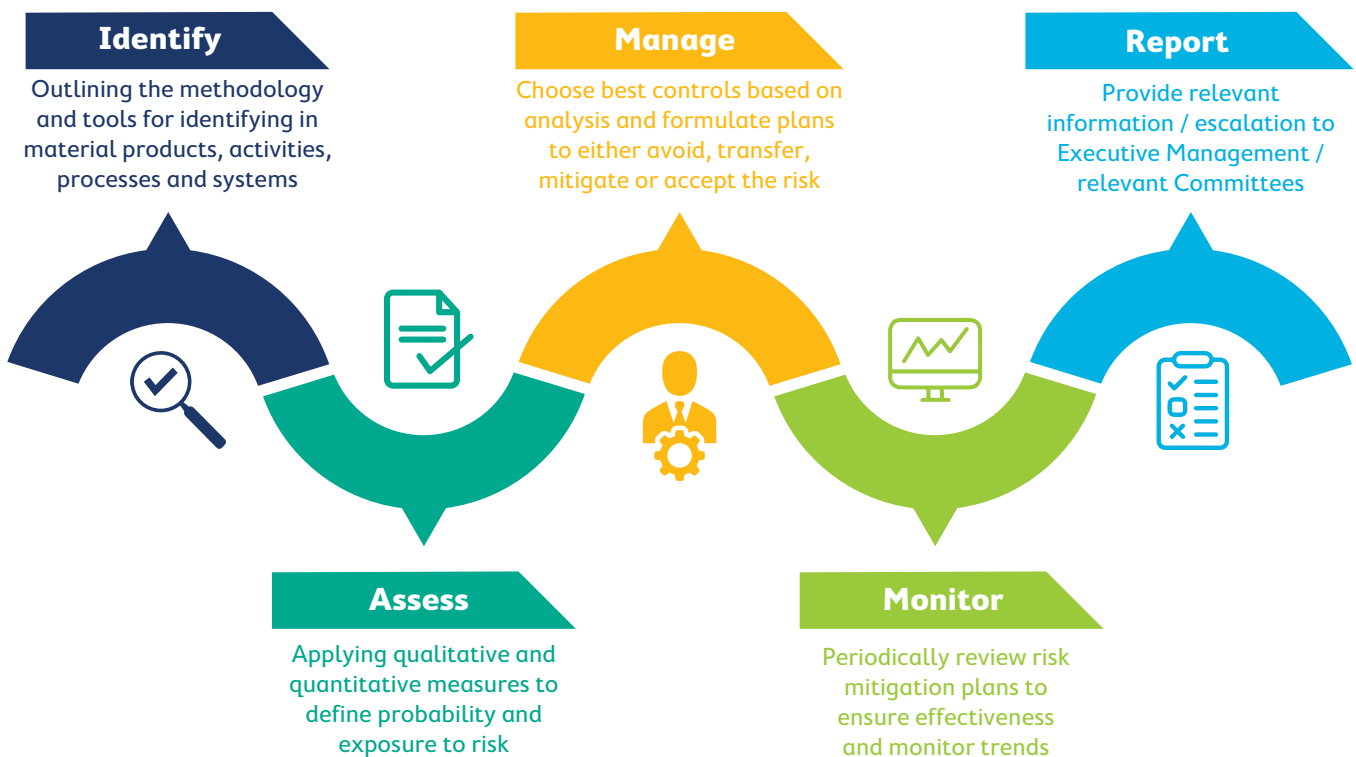 Identify
Outlining the methodology
and tools for identifying in
material products, activities,
processes and systems
Manage
Choose best controls based on
analysis and formulate plans
to either avoid, transfer,
mitigate or accept the risk
Report
Provide relevant
information / escalation to
Executive Management /
relevant Committees
Assess
Applying qualitative and
quantitative measures to
define probability and
exposure to risk
Monitor
Periodically review risk
mitigation plans to
ensure effectiveness
and monitor trends